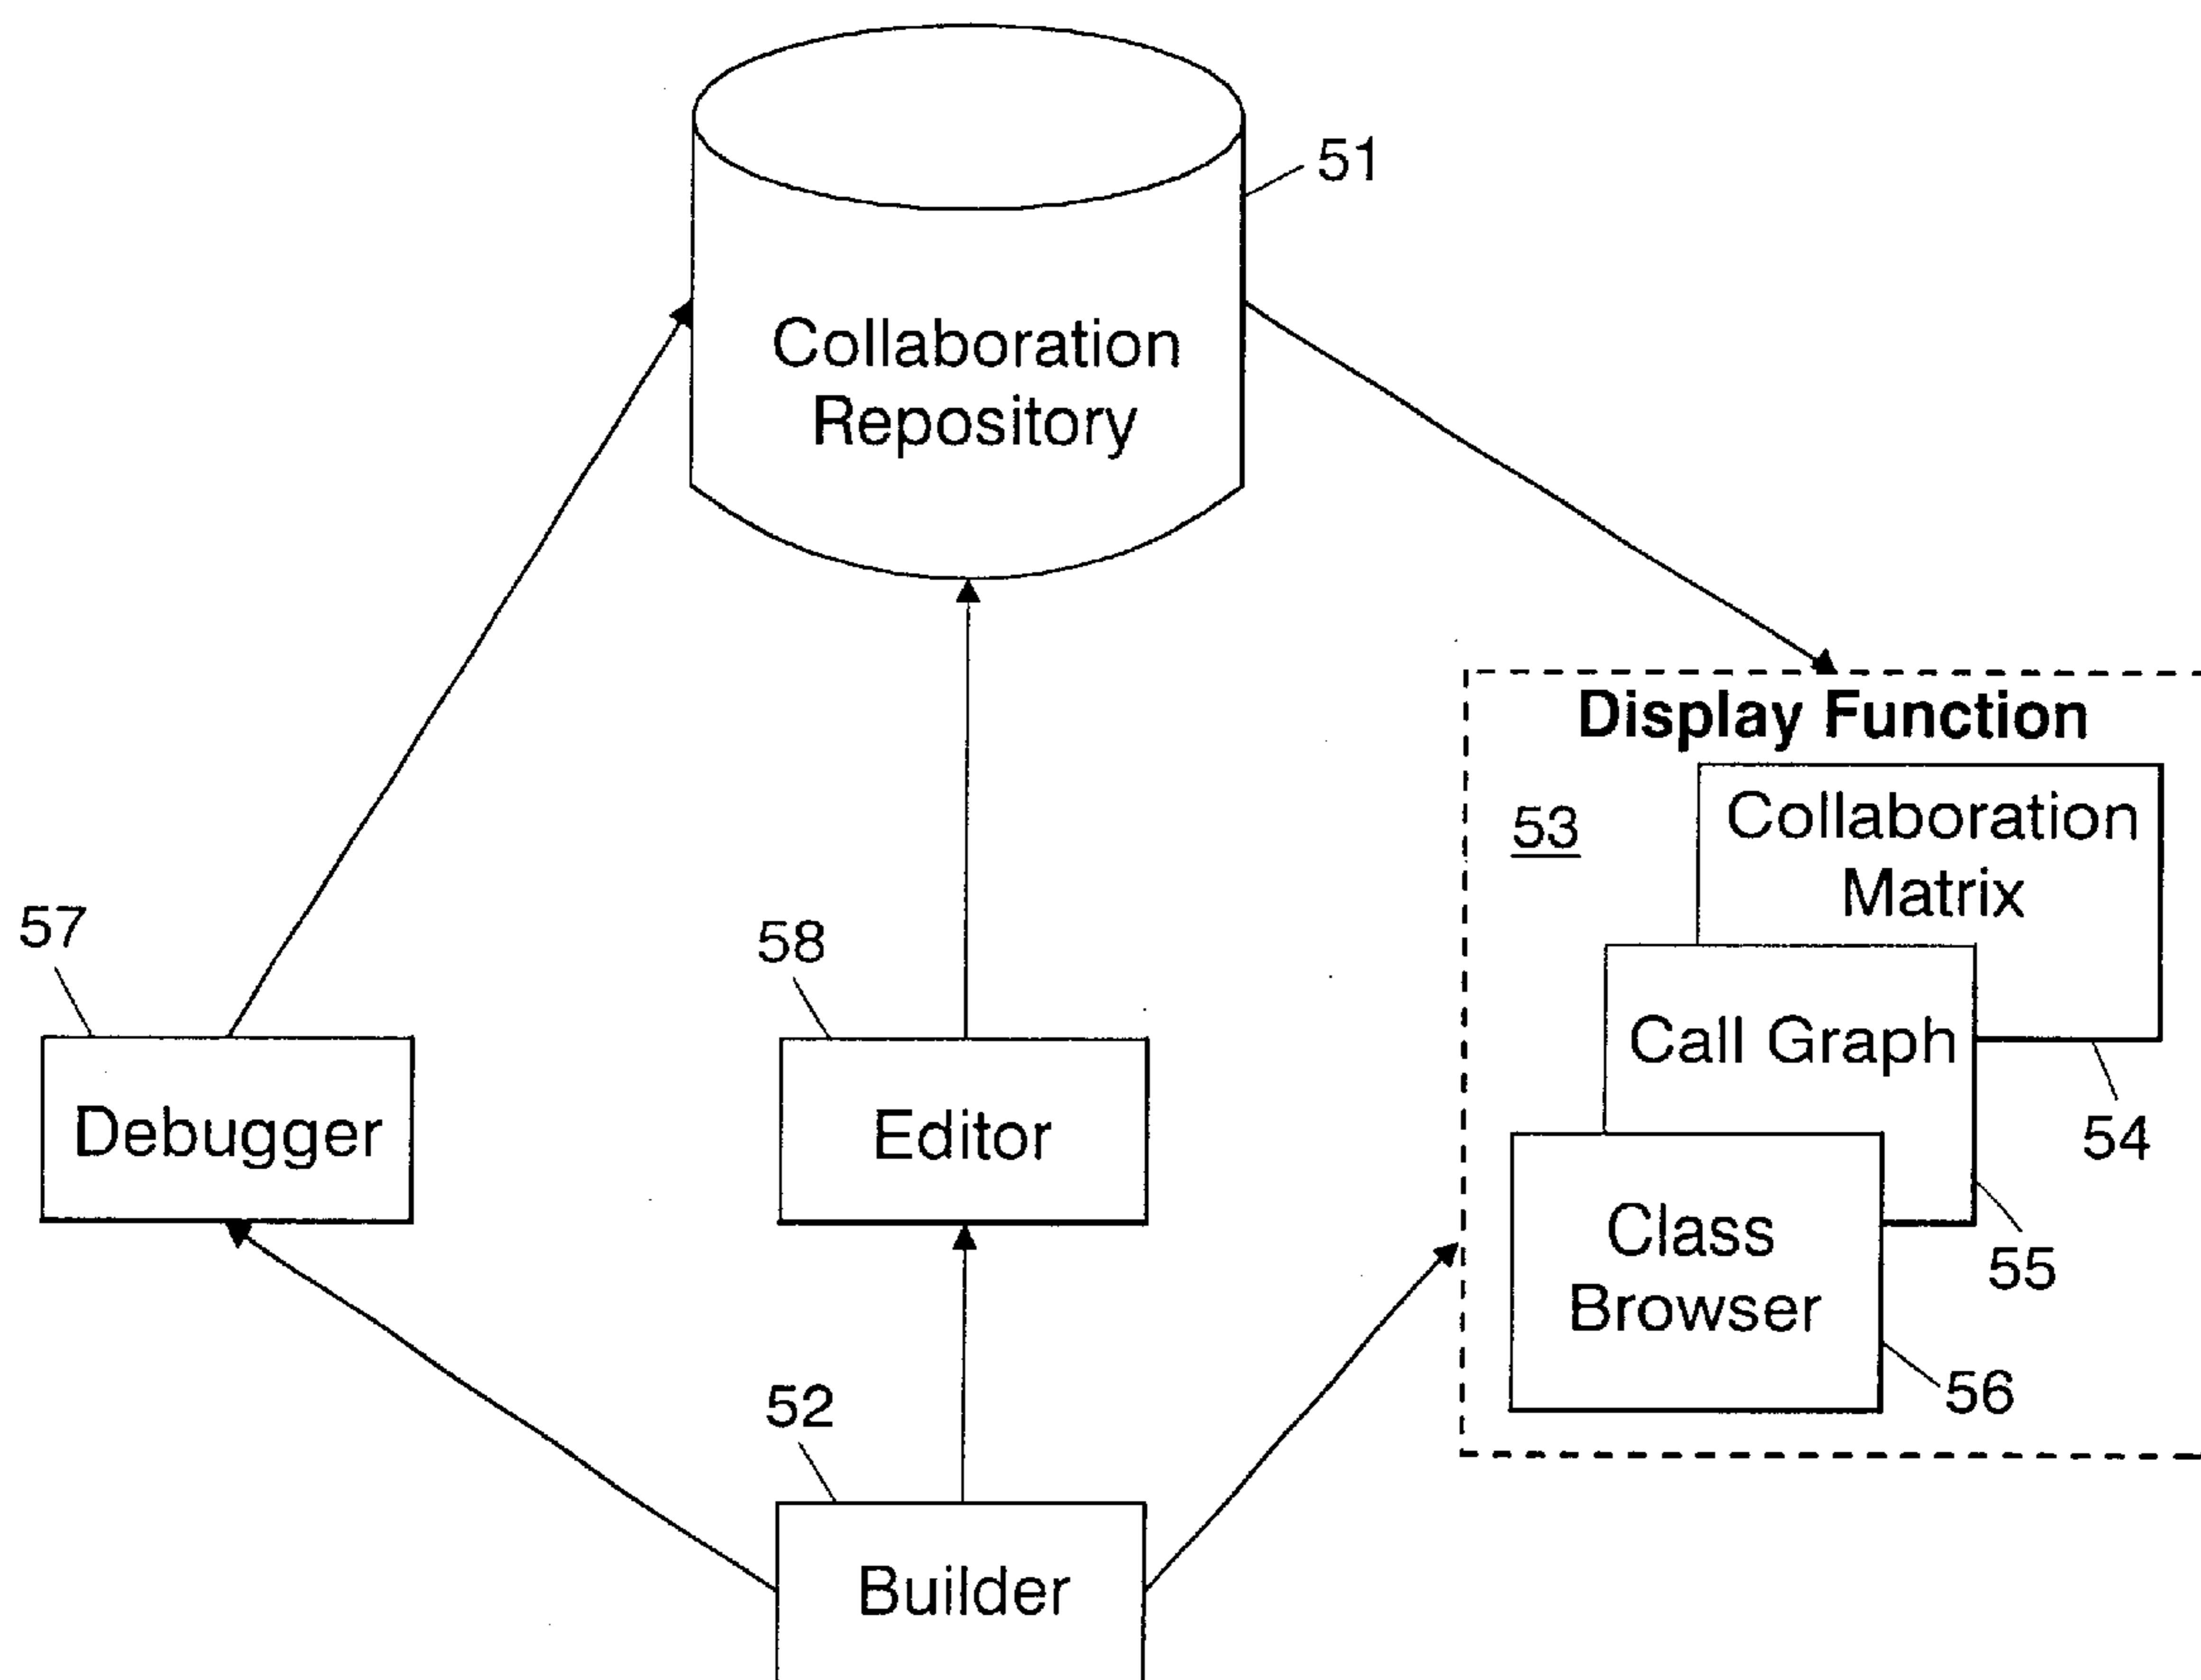 51
Collaboration
Repository
Display Function
53
Collaboration
Matrix
57
58
Call Graph
Debugger
Editor
54
Class
Browser
55
52
56
Builder